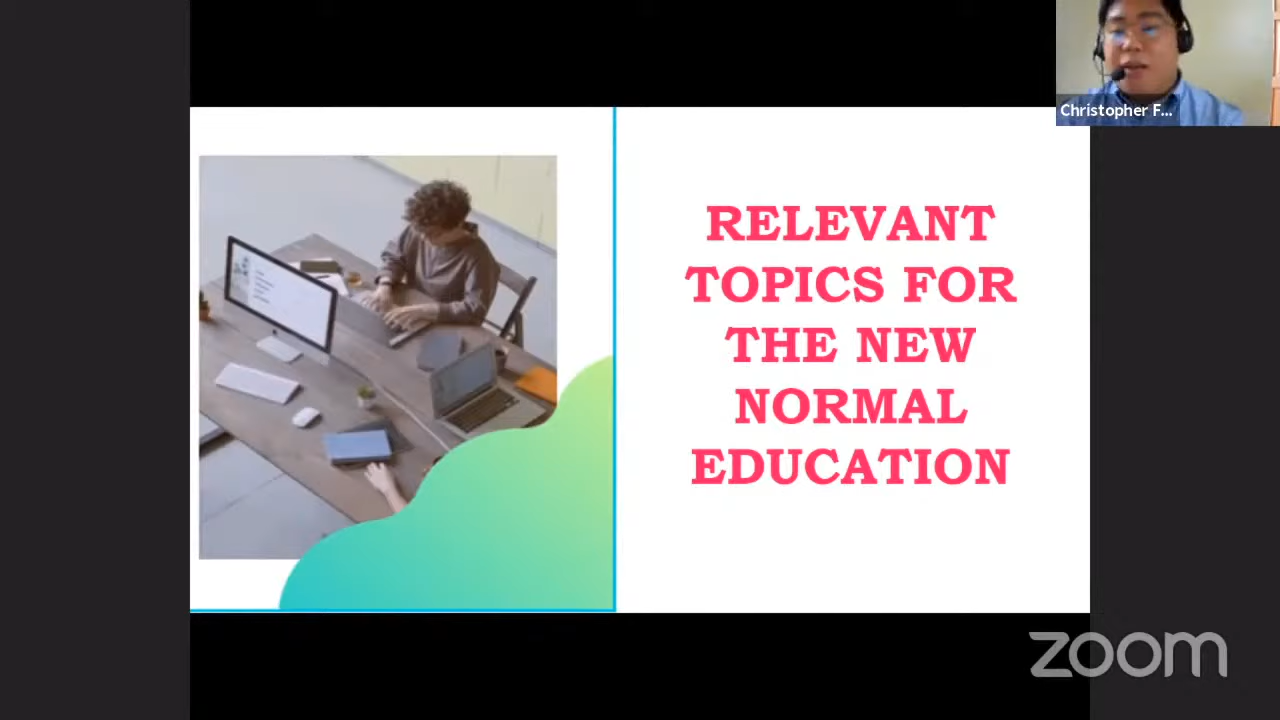 Christopher F...
RELEVANT
TOPICS FOR
THE NEW
NORMAL
EDUCATION
zoom